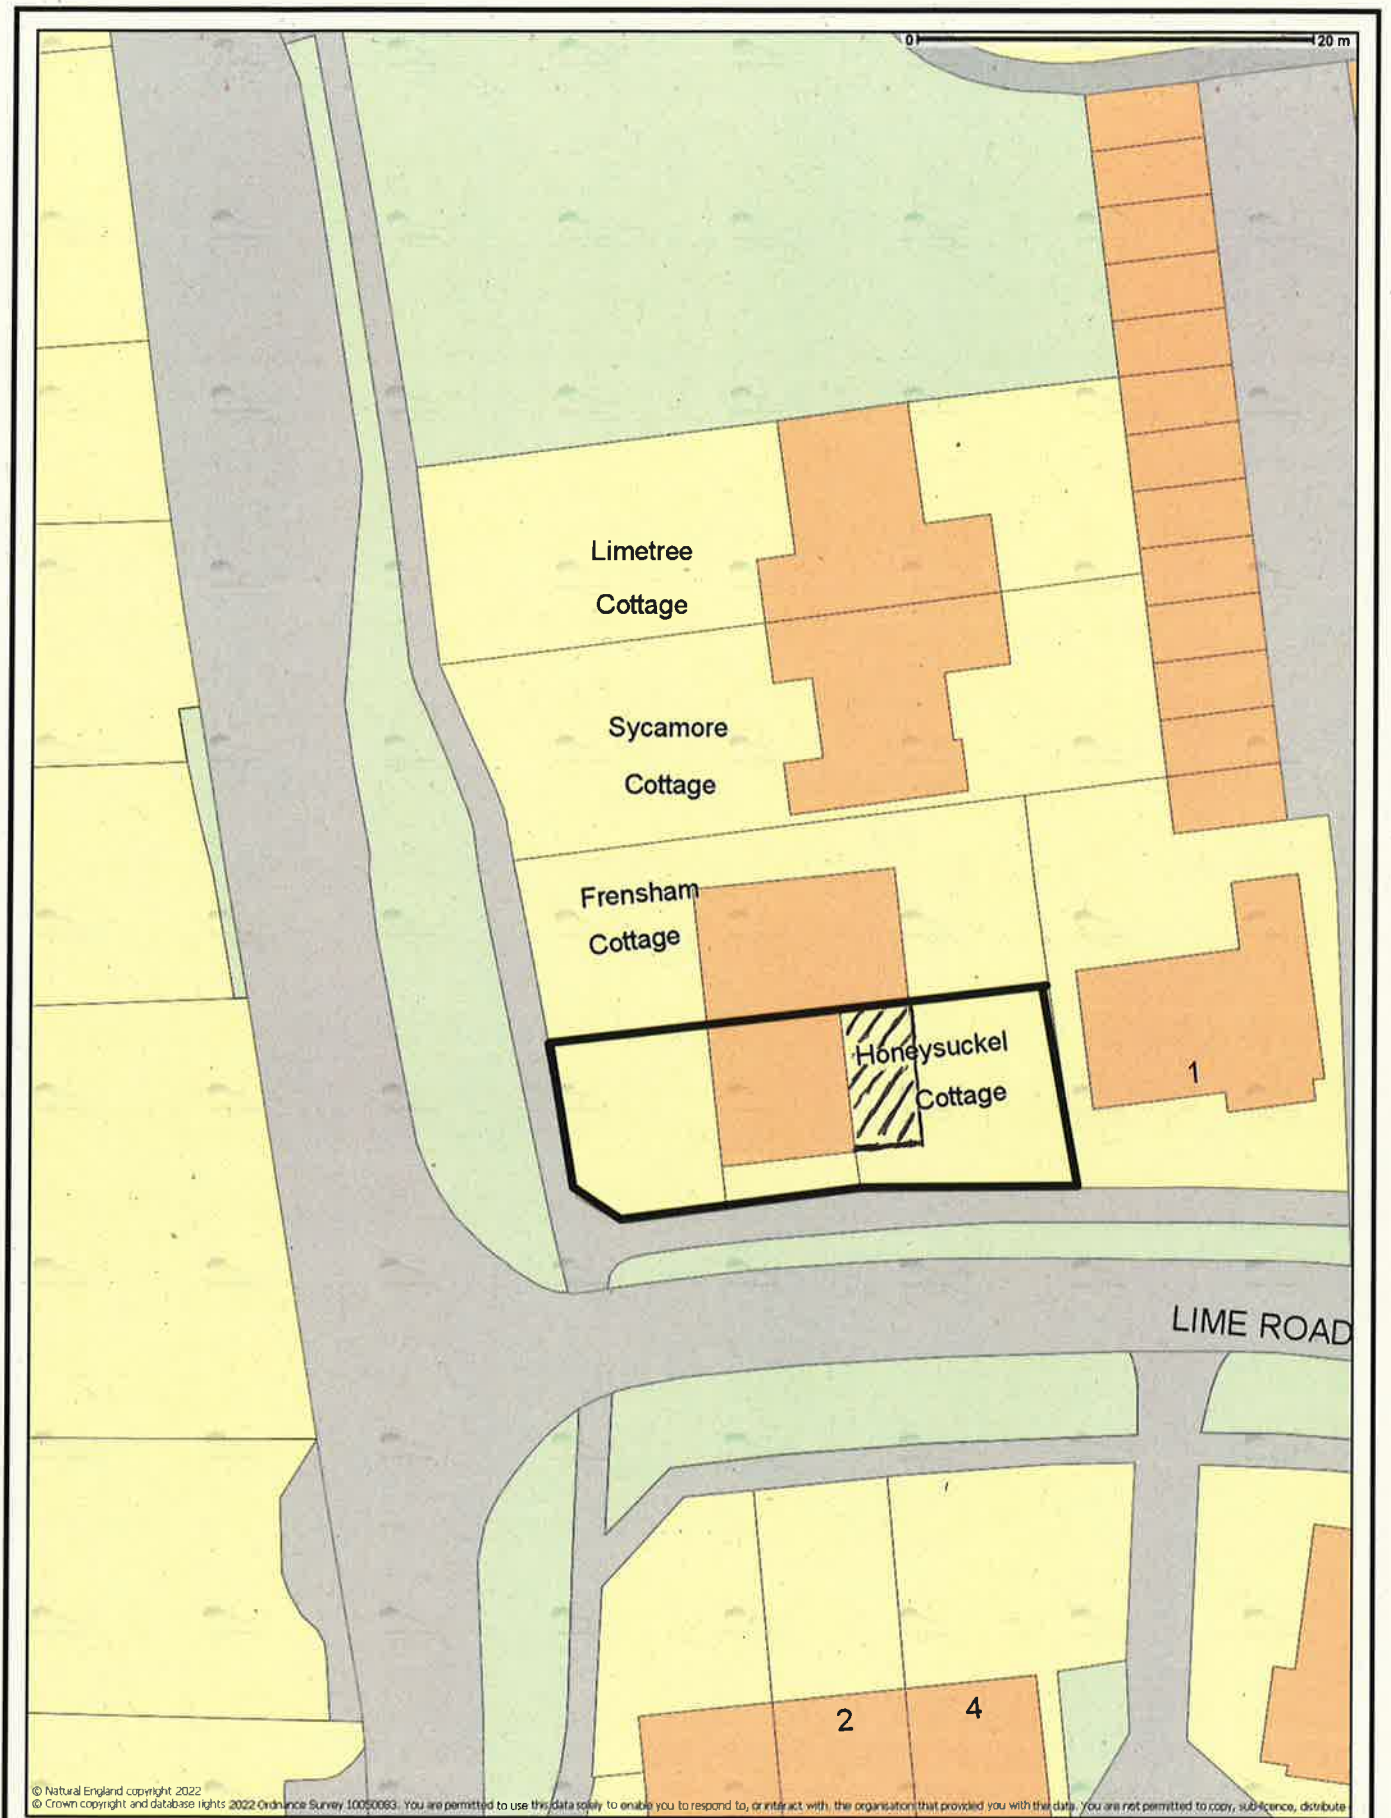 0 20 m
Limetree
Cottage
Sycamore
Cottage
Frensham
Cottage
Honeysuckel
Cottage
1
LIME ROAD
2
4
© Natural England copyright 2022
© Crown copyright and database rights 2022 Ordnance Survey 10050083. You are permitted to use this data solely to enable you to respond to, or interact with, the organisation that provided you with the data. You are not permitted to copy, sub-licence, distribute